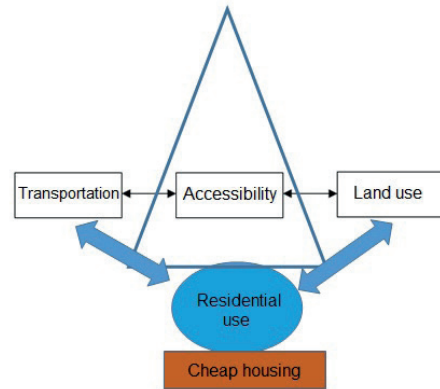 Transportation
Accessibility
Land use
Residential
use
Cheap housing